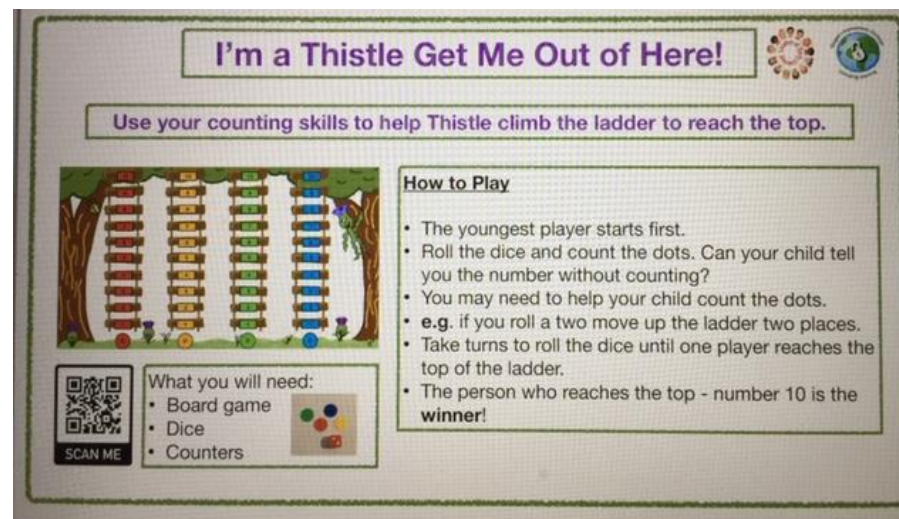 I'm a Thistle Get Me Out of Here!
Use your counting skills to help Thistle climb the ladder to reach the top.
How to Play
• The youngest player starts first.
• Roll the dice and count the dots. Can your child tell
you the number without counting?
• You may need to help your child count the dots.
• e.g. if you roll a two move up the ladder two places.
• Take turns to roll the dice until one player reaches the
top of the ladder.
• The person who reaches the top - number 10 is the
winner!
What you will need:
• Board game
• Dice
• Counters
SCAN ME